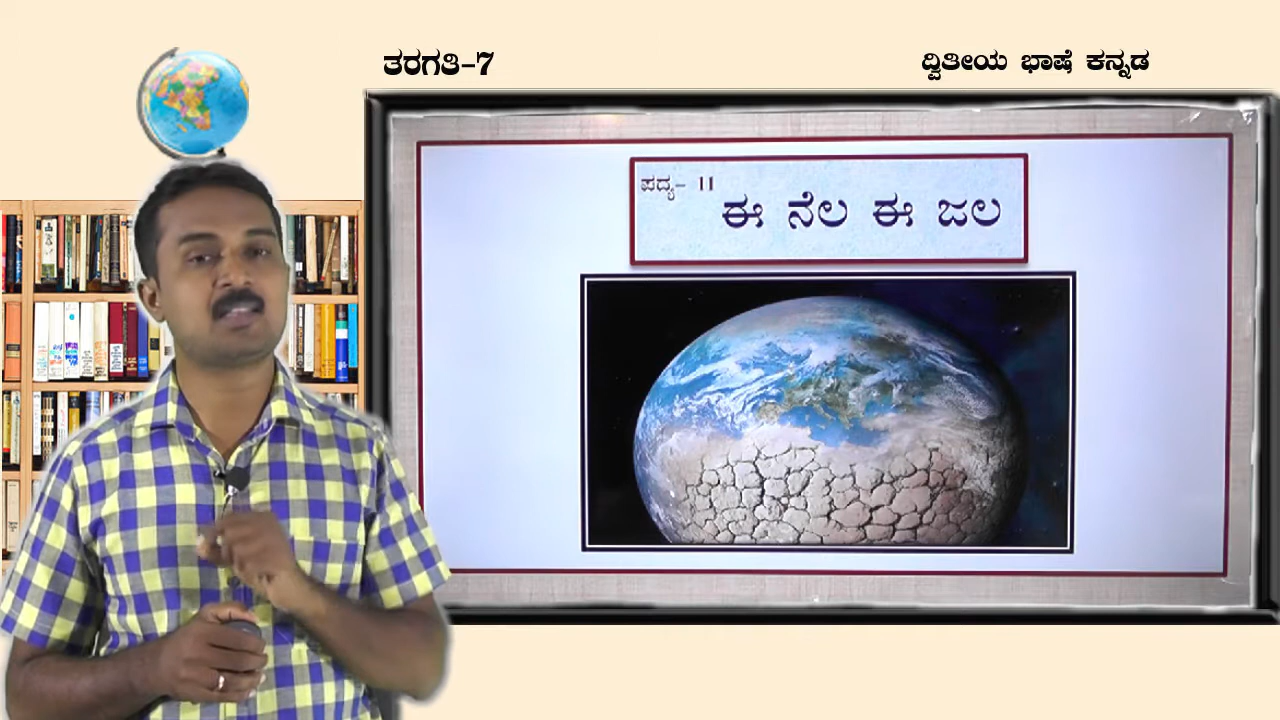 ತರಗತಿ-7
ದ್ವಿತೀಯ ಭಾಷೆ ಕನ್ನಡ
ಪದ್ಯ- 11
ಈ ನೆಲ ಈ ಜಲ